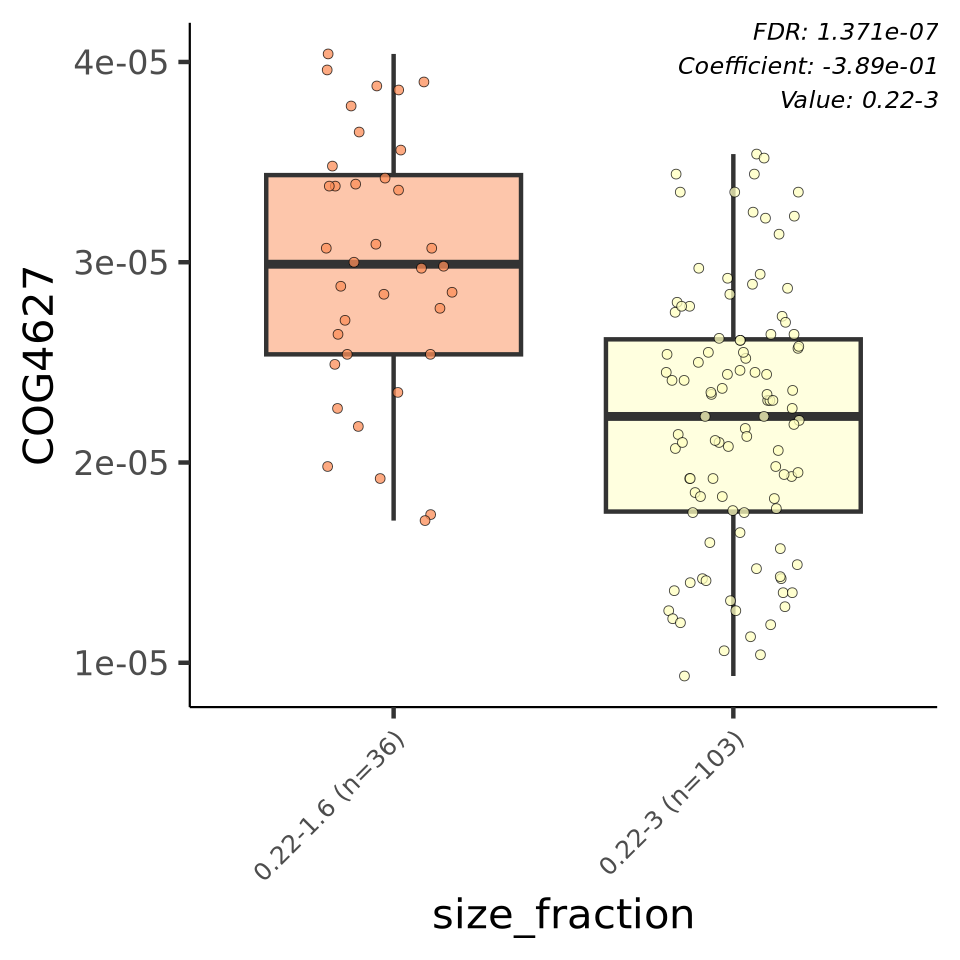 FDR: 1.371e-07
Coefficient: -3.89e-01
Value: 0.22-3
4e-05
3e-05
2e-05
1e-05
COG4627
0.22-1.6 (n=36)
0.22-3 (n=103)
size_fraction